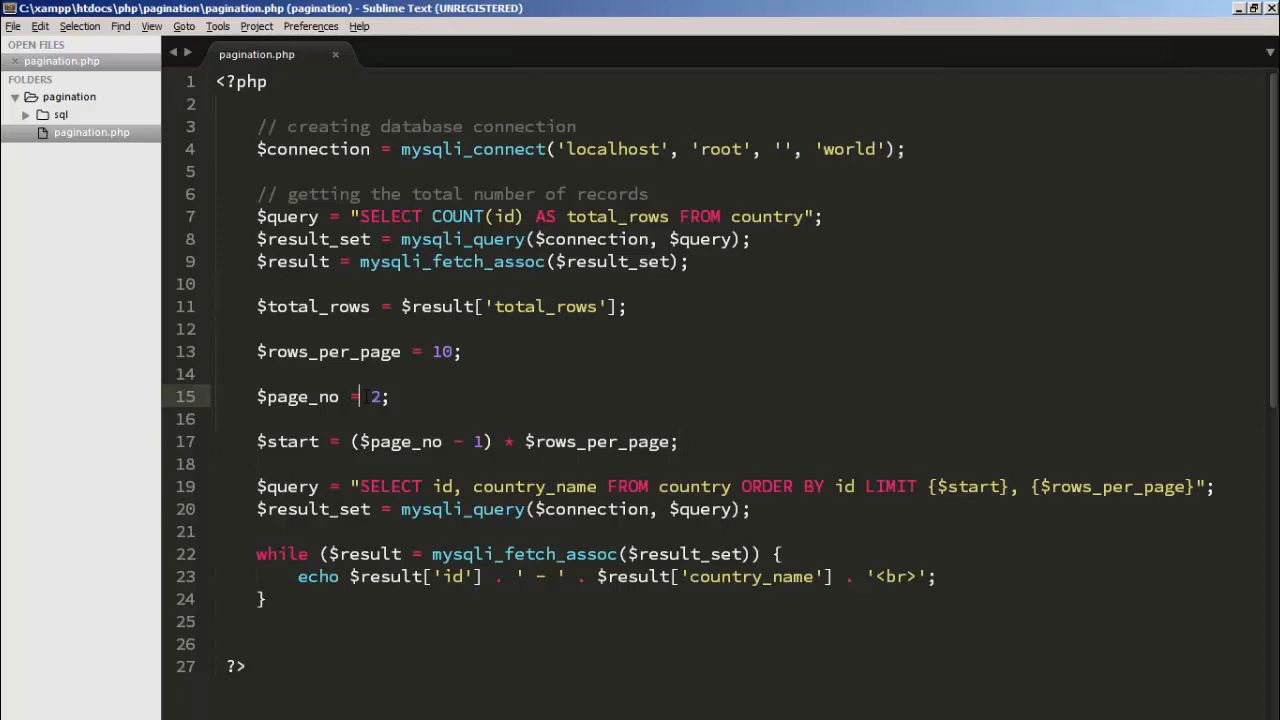 C:\xampp\htdocs\php\pagination\pagination.php (pagination) - Sublime Text (UNREGISTERED)
File Edit Selection Find View Goto Tools Project Preferences Help
OPEN FILES
pagination.php
FOLDERS
pagination
sql
pagination.php
pagination.php
1 <?php
2
3 // creating database connection
4 $connection = mysqli_connect('localhost', 'root', '', 'world');
5
6 // getting the total number of records
7 $query = "SELECT COUNT(id) AS total_rows FROM country";
8 $result_set = mysqli_query($connection, $query);
9 $result = mysqli_fetch_assoc($result_set);
10
11 $total_rows = $result['total_rows'];
12
13 $rows_per_page = 10;
14
15 $page_no = 2;
16
17 $start = ($page_no - 1) * $rows_per_page;
18
19 $query = "SELECT id, country_name FROM country ORDER BY id LIMIT {$start}, {$rows_per_page}";
20 $result_set = mysqli_query($connection, $query);
21
22 while ($result = mysqli_fetch_assoc($result_set)) {
23 echo $result['id'] . ' - ' . $result['country_name'] . '<br>';
24 }
25
26
27 ?>